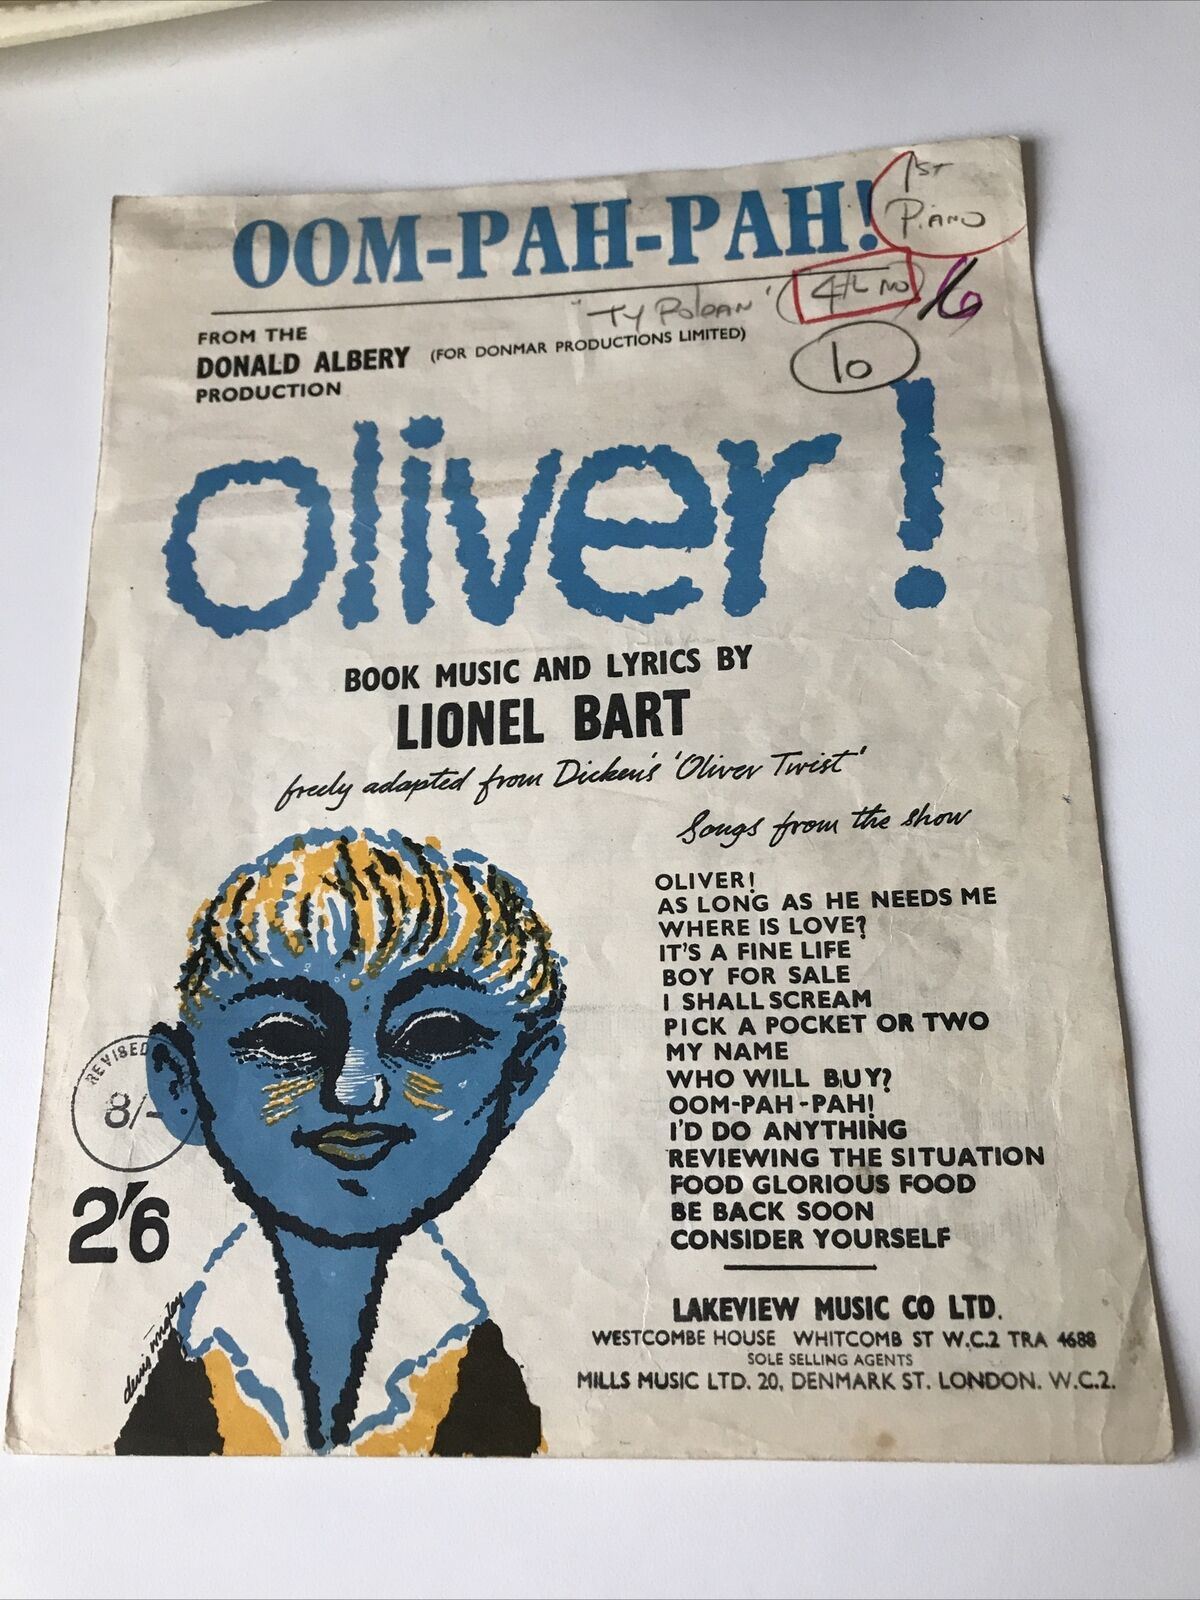 OOM-PAH-PAH!
1ST
PIANO
"TY POLDAN"
4th NO
10
FROM THE
DONALD ALBERY (FOR DONMAR PRODUCTIONS LIMITED)
PRODUCTION
oliver!
BOOK MUSIC AND LYRICS BY
LIONEL BART
freely adapted from Dicken's 'Oliver Twist'
Songs from the show
OLIVER!
AS LONG AS HE NEEDS ME
WHERE IS LOVE?
IT'S A FINE LIFE
BOY FOR SALE
I SHALL SCREAM
PICK A POCKET OR TWO
MY NAME
WHO WILL BUY?
OOM-PAH-PAH!
I'D DO ANYTHING
REVIEWING THE SITUATION
FOOD GLORIOUS FOOD
BE BACK SOON
CONSIDER YOURSELF
REVISED
8/-
2'6
LAKEVIEW MUSIC CO LTD.
WESTCOMBE HOUSE WHITCOMB ST W.C.2 TRA 4688
SOLE SELLING AGENTS
MILLS MUSIC LTD. 20, DENMARK ST. LONDON. W.C.2.